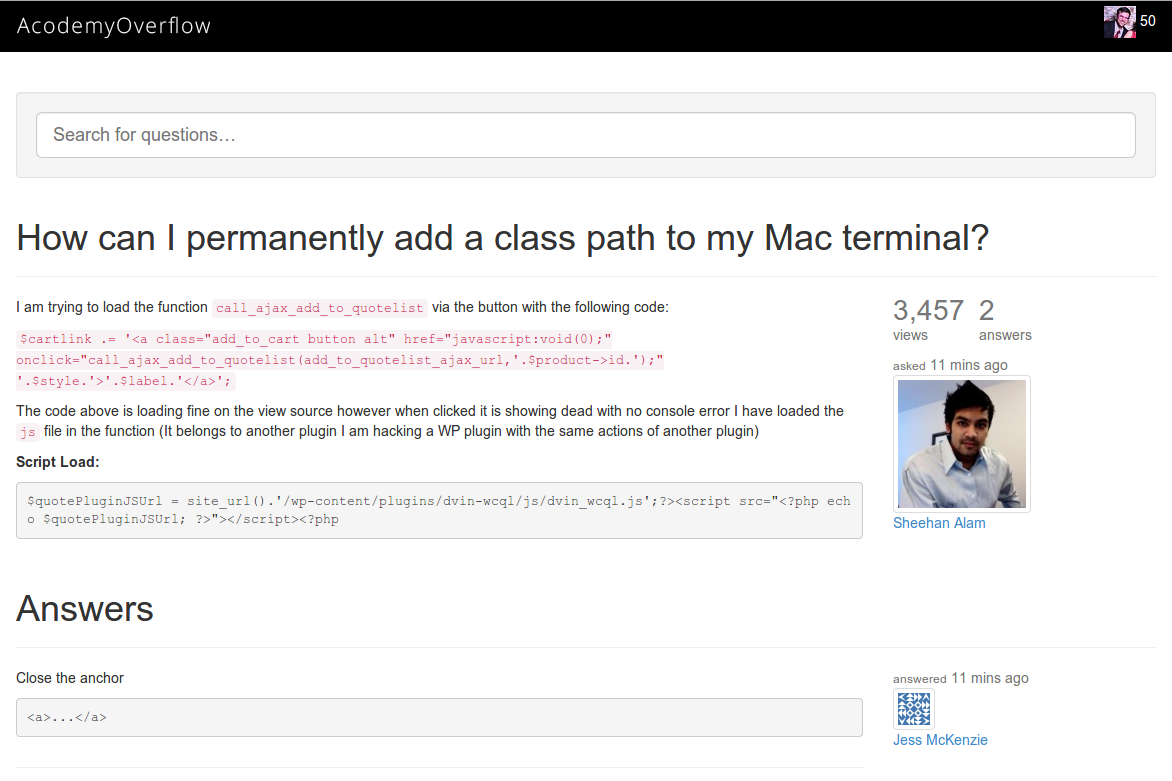 AcodemyOverflow
50
Search for questions…
How can I permanently add a class path to my Mac terminal?
I am trying to load the function call_ajax_add_to_quotelist via the button with the following code:
$cartlink .= '<a class="add_to_cart button alt" href="javascript:void(0);"
onclick="call_ajax_add_to_quotelist(add_to_quotelist_ajax_url,'.$product->id.');"
'.$style.'>'.$label.'</a>';
The code above is loading fine on the view source however when clicked it is showing dead with no console error I have loaded the
js file in the function (It belongs to another plugin I am hacking a WP plugin with the same actions of another plugin)
Script Load:
$quotePluginJSUrl = site_url().'/wp-content/plugins/dvin-wcql/js/dvin_wcql.js';?><script src="<?php ech
o $quotePluginJSUrl; ?>"></script><?php
3,457 2
views answers
asked 11 mins ago
Sheehan Alam
Answers
Close the anchor
<a>...</a>
answered 11 mins ago
Jess McKenzie